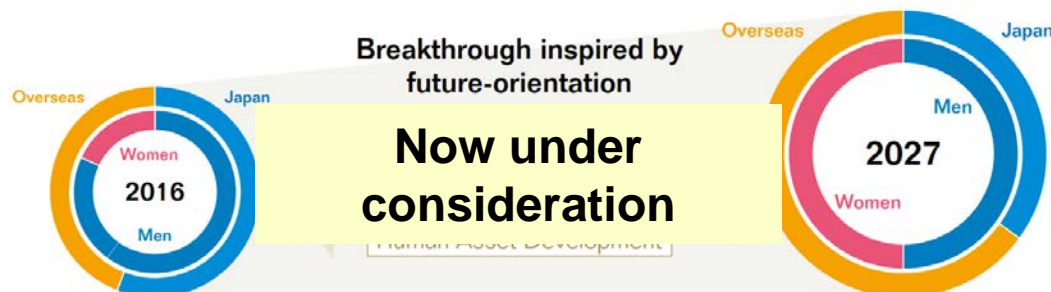 Breakthrough inspired by
future-orientation
Overseas
Japan
Women
2016
Men
Now under
consideration
Human Asset Development
Overseas
Japan
Men
2027
Women